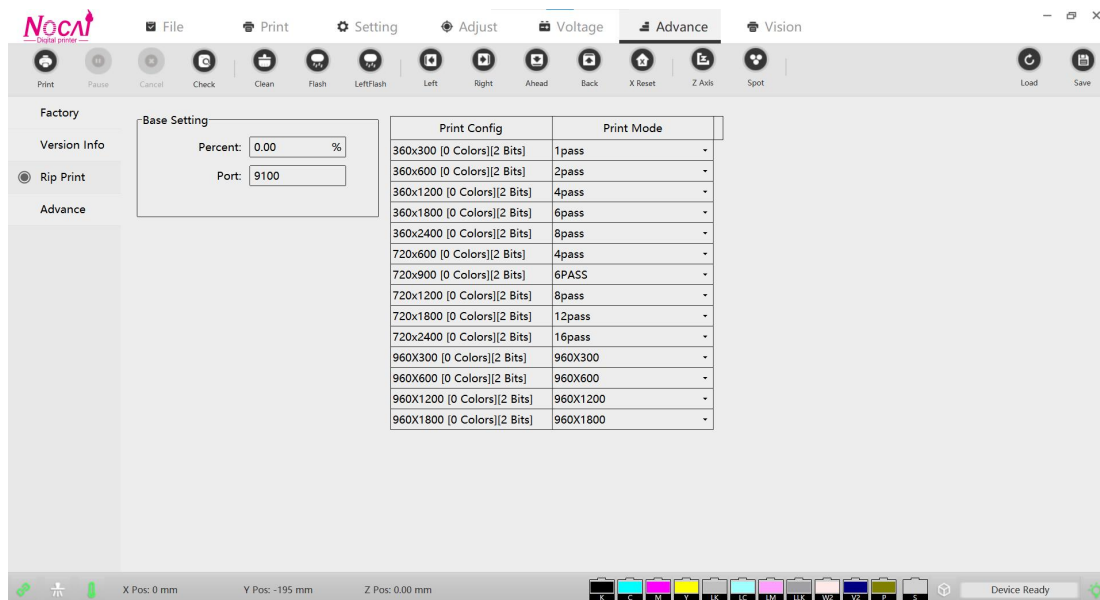 NOCAI
Digital printer
File Print Setting Adjust Voltage Advance Vision
Print Pause Cancel Check Clean Flash LeftFlash Left Right Ahead Back X Reset Z Axis Spot Load Save
Factory
Version Info
Rip Print
Advance
Base Setting
Percent: 0.00 %
Port: 9100
Print Config Print Mode
360x300 [0 Colors][2 Bits] 1pass
360x600 [0 Colors][2 Bits] 2pass
360x1200 [0 Colors][2 Bits] 4pass
360x1800 [0 Colors][2 Bits] 6pass
360x2400 [0 Colors][2 Bits] 8pass
720x600 [0 Colors][2 Bits] 4pass
720x900 [0 Colors][2 Bits] 6PASS
720x1200 [0 Colors][2 Bits] 8pass
720x1800 [0 Colors][2 Bits] 12pass
720x2400 [0 Colors][2 Bits] 16pass
960X300 [0 Colors][2 Bits] 960X300
960X600 [0 Colors][2 Bits] 960X600
960X1200 [0 Colors][2 Bits] 960X1200
960X1800 [0 Colors][2 Bits] 960X1800
X Pos: 0 mm Y Pos: -195 mm Z Pos: 0.00 mm K C M Y LK LC LM LLK W2 V2 P S Device Ready